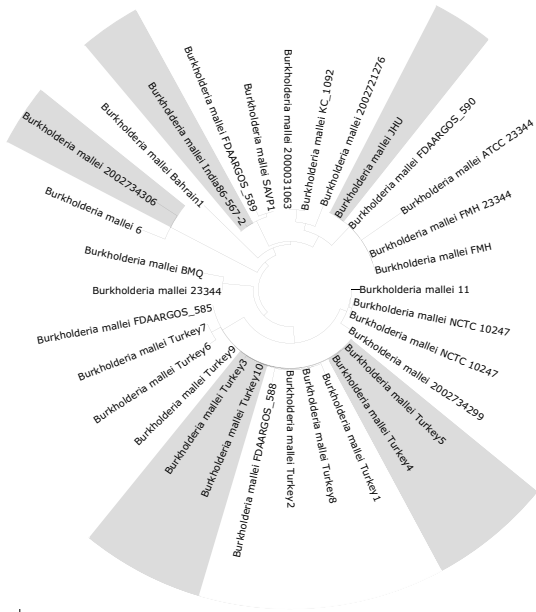 Burkholderia mallei 2000031063
Burkholderia mallei KC_1092
Burkholderia mallei 2002721276
Burkholderia mallei JHU
Burkholderia mallei FDAARGOS_590
Burkholderia mallei ATCC 23344
Burkholderia mallei FMH 23344
Burkholderia mallei FMH
Burkholderia mallei 11
Burkholderia mallei NCTC 10247
Burkholderia mallei NCTC 10247
Burkholderia mallei 2002734299
Burkholderia mallei Turkey5
Burkholderia mallei Turkey4
Burkholderia mallei Turkey1
Burkholderia mallei Turkey8
Burkholderia mallei Turkey2
Burkholderia mallei FDAARGOS_588
Burkholderia mallei Turkey10
Burkholderia mallei Turkey3
Burkholderia mallei Turkey9
Burkholderia mallei Turkey6
Burkholderia mallei Turkey7
Burkholderia mallei FDAARGOS_585
Burkholderia mallei 23344
Burkholderia mallei BMQ
Burkholderia mallei 6
Burkholderia mallei 2002734306
Burkholderia mallei Bahrain1
Burkholderia mallei India86-567-2
Burkholderia mallei FDAARGOS_589
Burkholderia mallei SAVP1